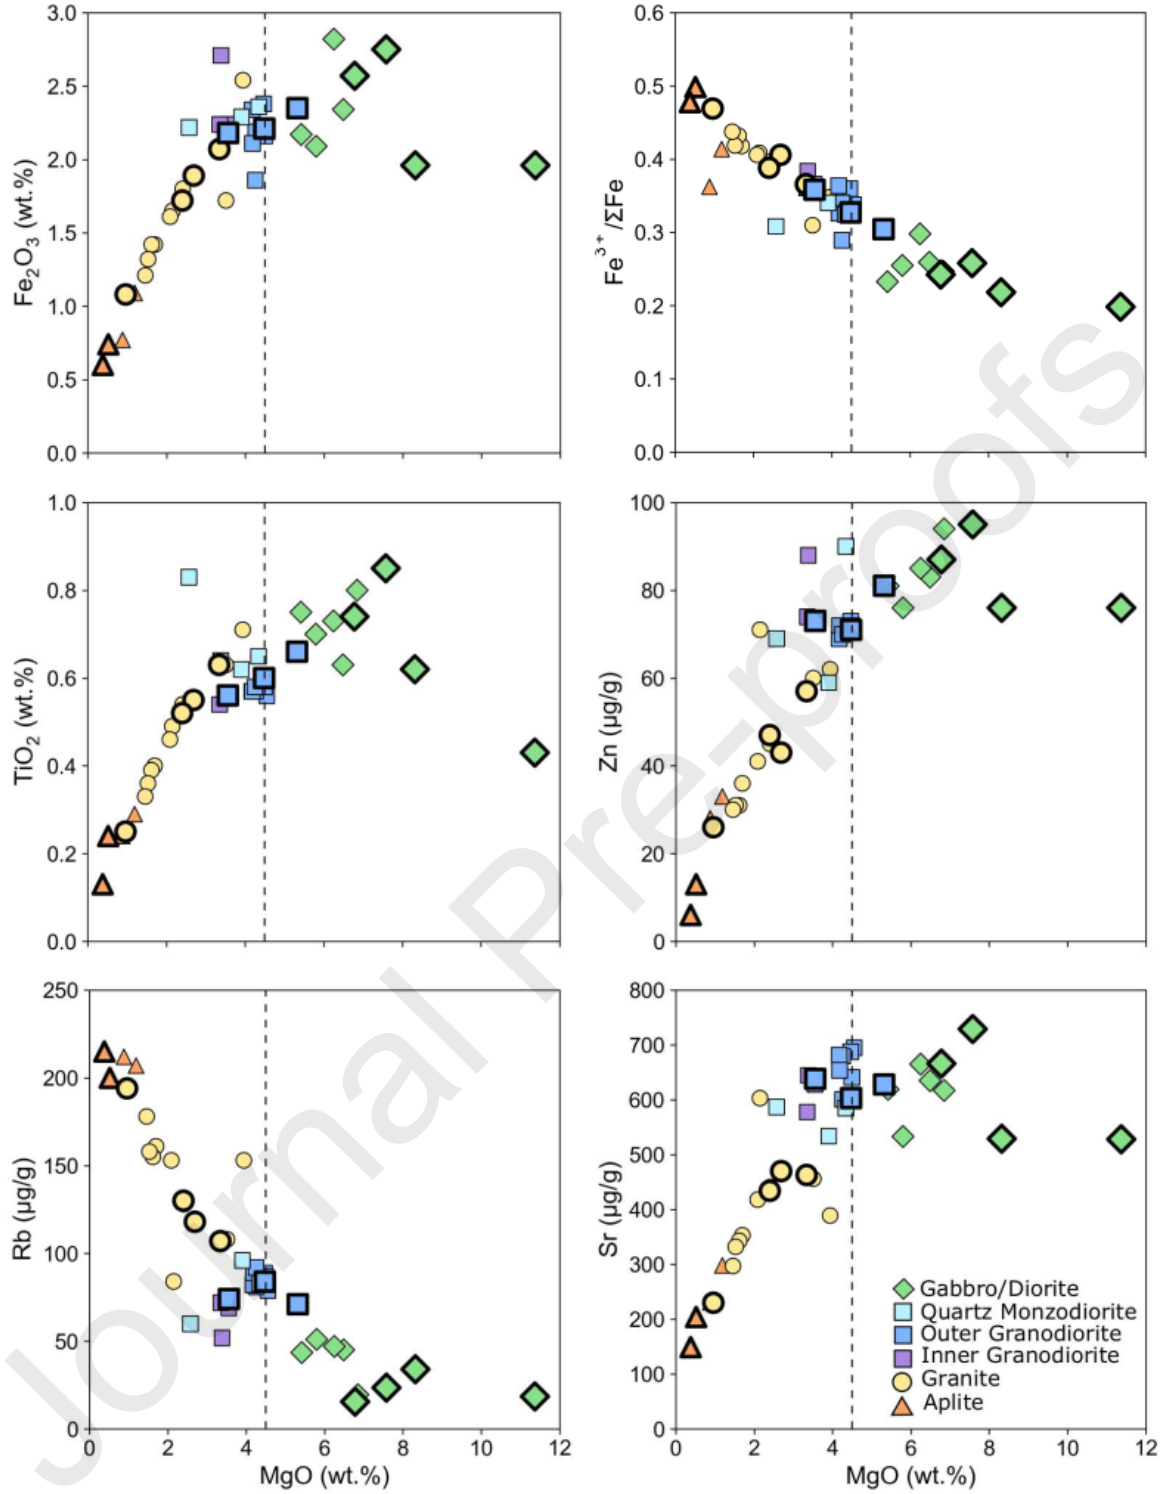 3.0
2.5
2.0
1.5
1.0
0.5
0.0
Fe₂O₃ (wt.%)
0.6
0.5
0.4
0.3
0.2
0.1
0.0
Fe³⁺/ΣFe
1.0
0.8
0.6
0.4
0.2
0.0
TiO₂ (wt.%)
100
80
60
40
20
0
Zn (µg/g)
250
200
150
100
50
0
Rb (µg/g)
0 2 4 6 8 10 12
MgO (wt.%)
800
700
600
500
400
300
200
100
0
Sr (µg/g)
Gabbro/Diorite
Quartz Monzodiorite
Outer Granodiorite
Inner Granodiorite
Granite
Aplite
0 2 4 6 8 10 12
MgO (wt.%)
Journal Pre-proofs